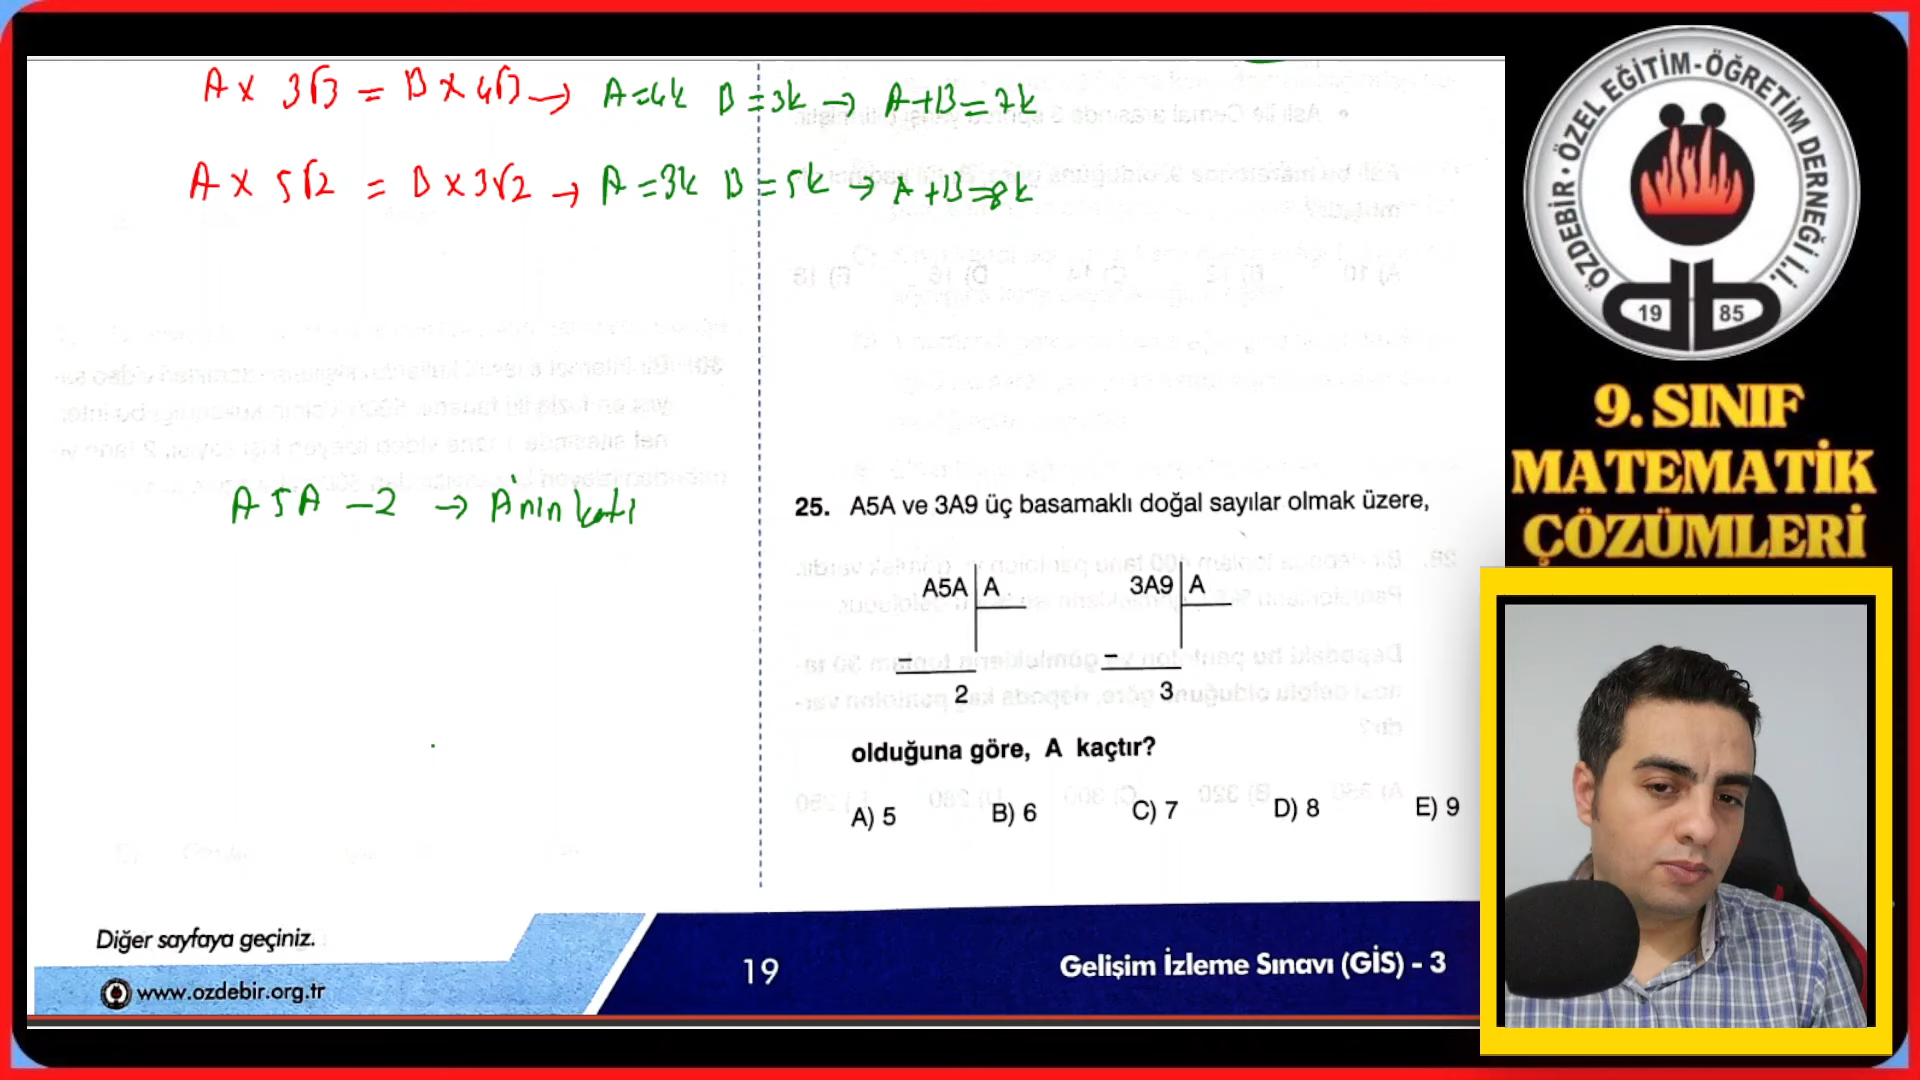 A x 3√3 = B x 4√3 → A=4k B=3k → A+B=7k
A x 5√2 = B x 3√2 → A=3k B=5k → A+B=8k
A5A -2 → A'nın katı
25. A5A ve 3A9 üç basamaklı doğal sayılar olmak üzere,
A5A A
3A9 A
- 2
- 3
olduğuna göre, A kaçtır?
A) 5 B) 6 C) 7 D) 8 E) 9
Diğer sayfaya geçiniz.
www.ozdebir.org.tr
19
Gelişim İzleme Sınavı (GİS) - 3
ÖZDEBİR · ÖZEL EĞİTİM-ÖĞRETİM DERNEĞİ İ.İ.
19 85
9. SINIF
MATEMATİK
ÇÖZÜMLERİ